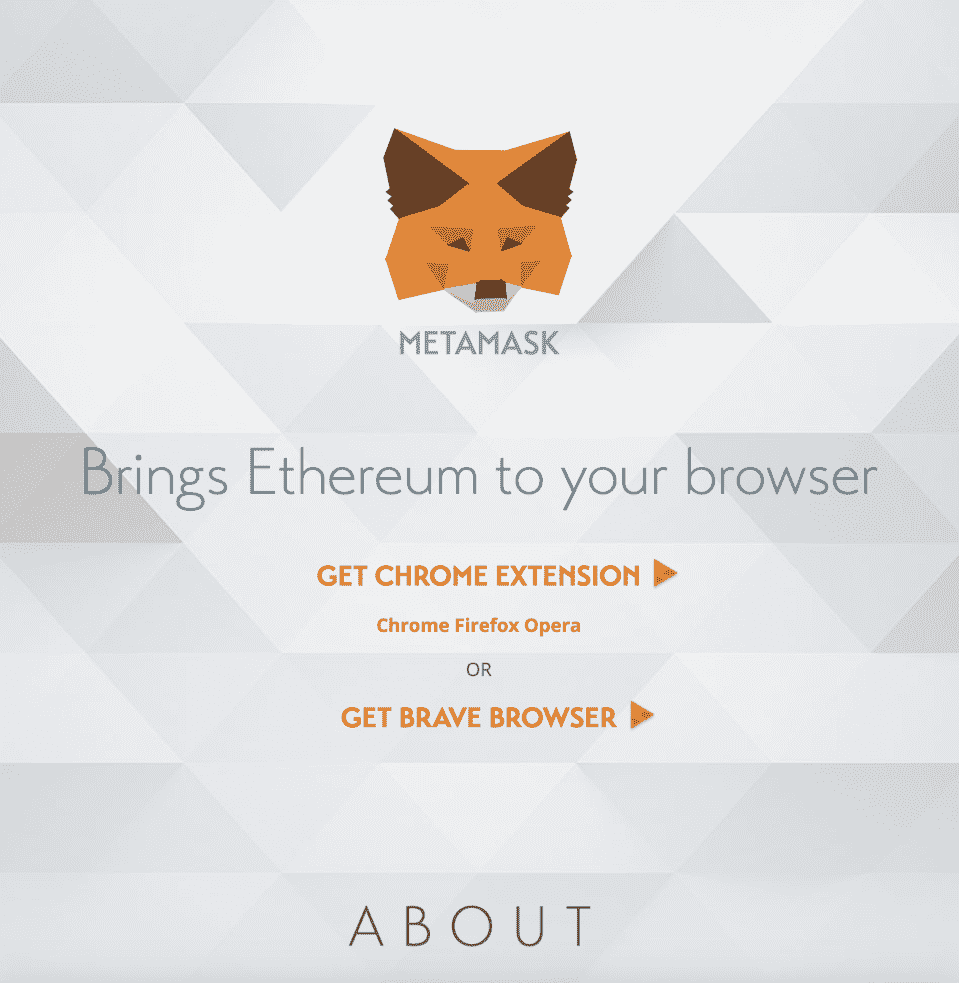 METAMASK
Brings Ethereum to your browser
GET CHROME EXTENSION
Chrome Firefox Opera
OR
GET BRAVE BROWSER
ABOUT